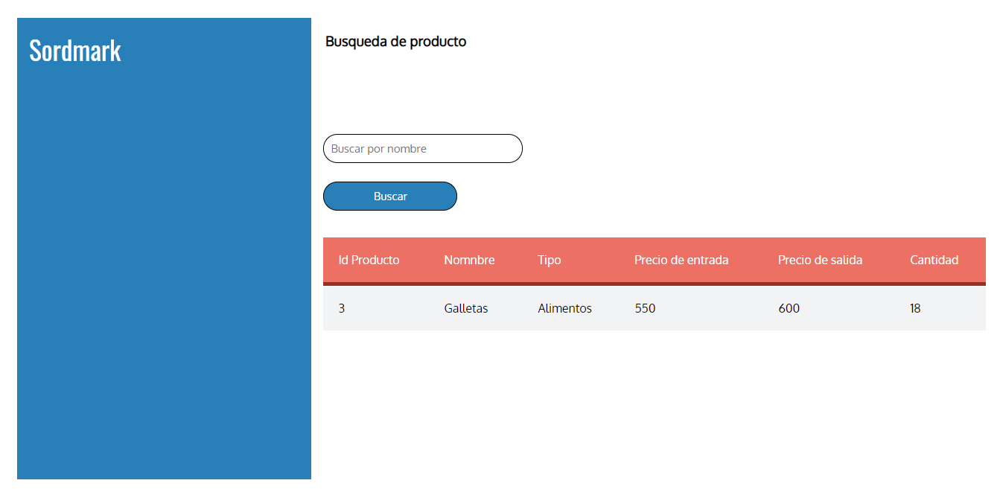 Sordmark
Busqueda de producto
Buscar por nombre
Buscar
Id Producto Nomnbre Tipo Precio de entrada Precio de salida Cantidad
3 Galletas Alimentos 550 600 18